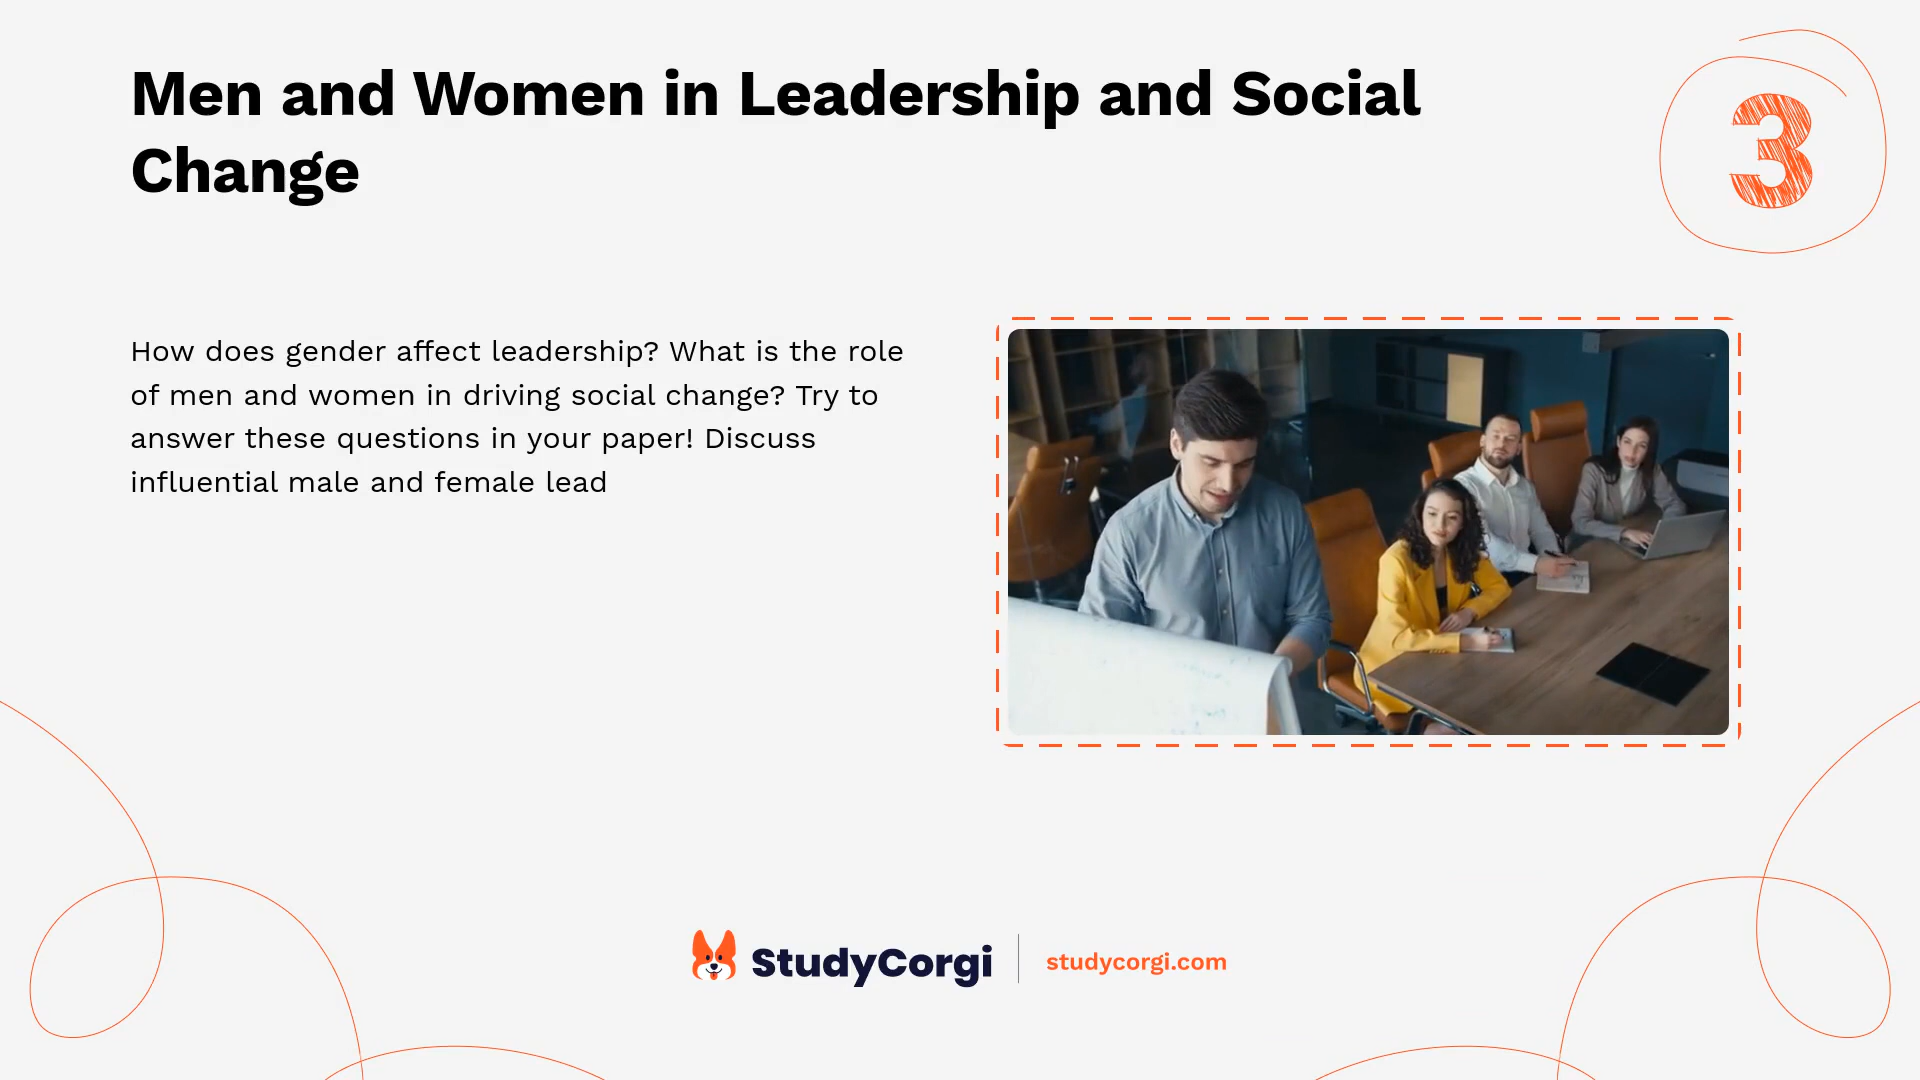 Men and Women in Leadership and Social
Change
3
How does gender affect leadership? What is the role
of men and women in driving social change? Try to
answer these questions in your paper! Discuss
influential male and female lead
StudyCorgi
studycorgi.com